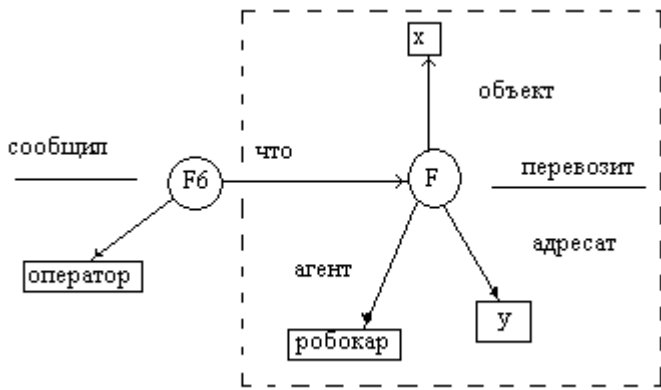 x
объект
сообщил
что
F6
F
перевозит
адресат
оператор
агент
y
робокар